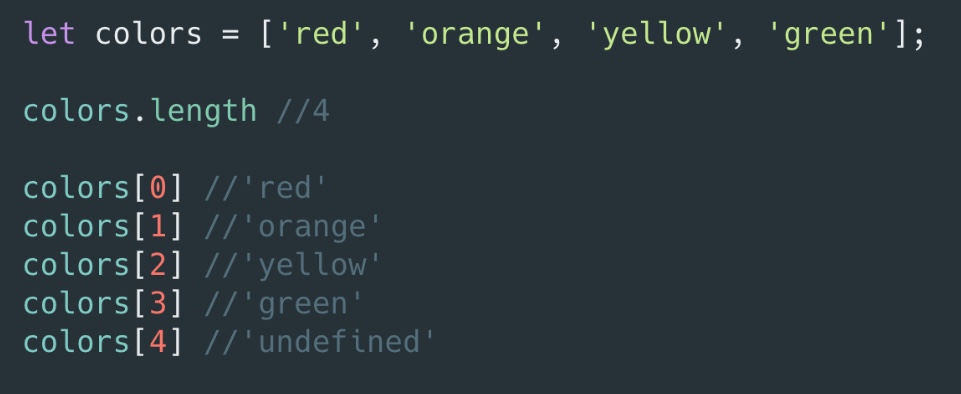 let colors = ['red', 'orange', 'yellow', 'green'];
colors.length //4
colors[0] //'red'
colors[1] //'orange'
colors[2] //'yellow'
colors[3] //'green'
colors[4] //'undefined'